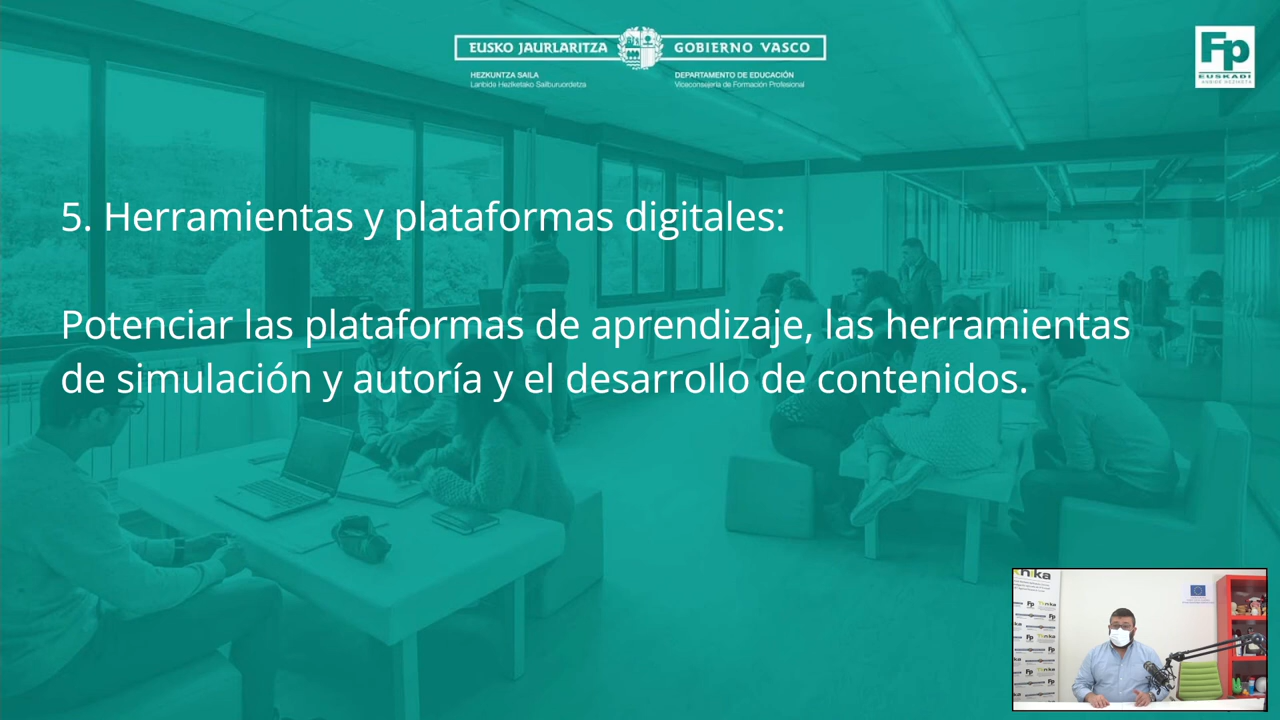 EUSKO JAURLARITZA GOBIERNO VASCO
HEZKUNTZA SAILA
Lanbide Heziketako Sailburuordetza
DEPARTAMENTO DE EDUCACIÓN
Viceconsejería de Formación Profesional
Fp
EUSKADI
5. Herramientas y plataformas digitales:
Potenciar las plataformas de aprendizaje, las herramientas
de simulación y autoría y el desarrollo de contenidos.